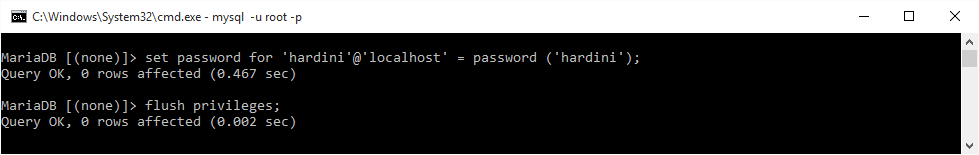 C:\Windows\System32\cmd.exe - mysql  -u root -p
MariaDB [(none)]> set password for 'hardini'@'localhost' = password ('hardini');
Query OK, 0 rows affected (0.467 sec)
MariaDB [(none)]> flush privileges;
Query OK, 0 rows affected (0.002 sec)